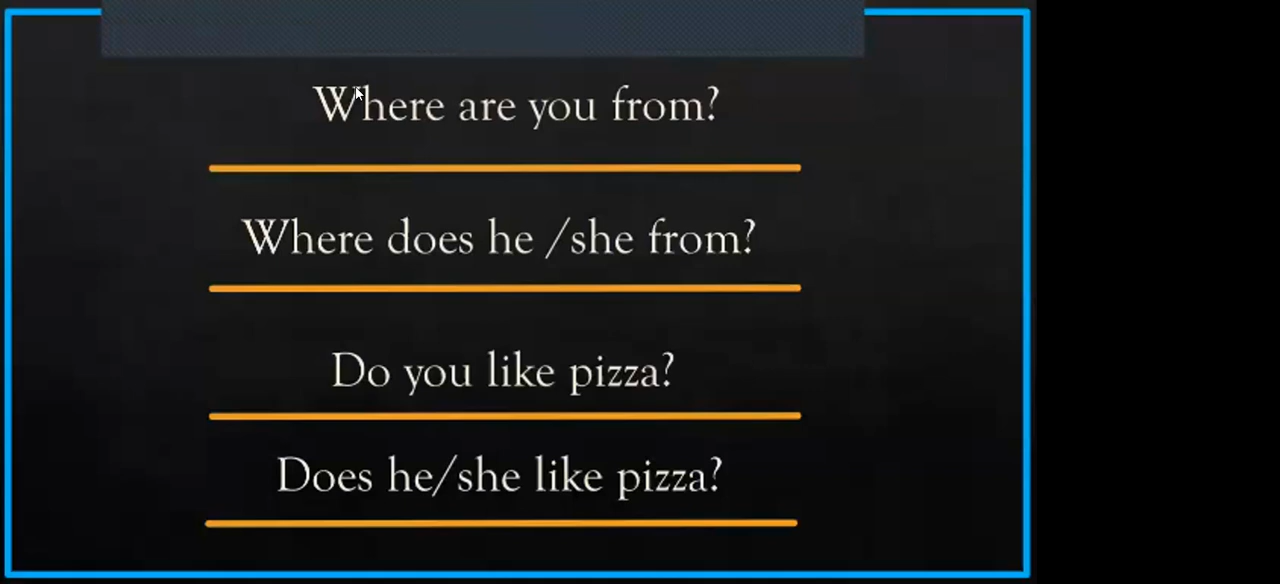 Where are you from?
Where does he /she from?
Do you like pizza?
Does he/she like pizza?